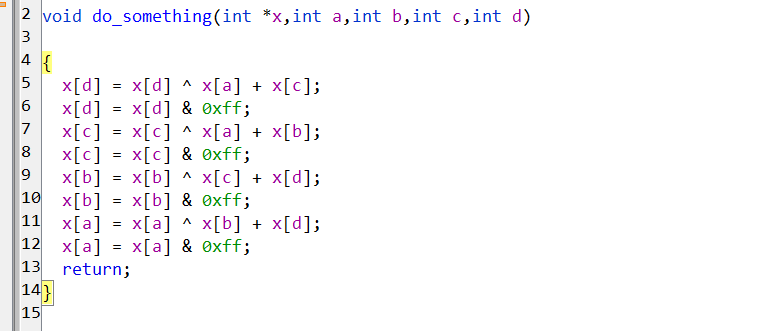 2 void do_something(int *x,int a,int b,int c,int d)
3
4 {
5   x[d] = x[d] ^ x[a] + x[c];
6   x[d] = x[d] & 0xff;
7   x[c] = x[c] ^ x[a] + x[b];
8   x[c] = x[c] & 0xff;
9   x[b] = x[b] ^ x[c] + x[d];
10   x[b] = x[b] & 0xff;
11   x[a] = x[a] ^ x[b] + x[d];
12   x[a] = x[a] & 0xff;
13   return;
14 }
15